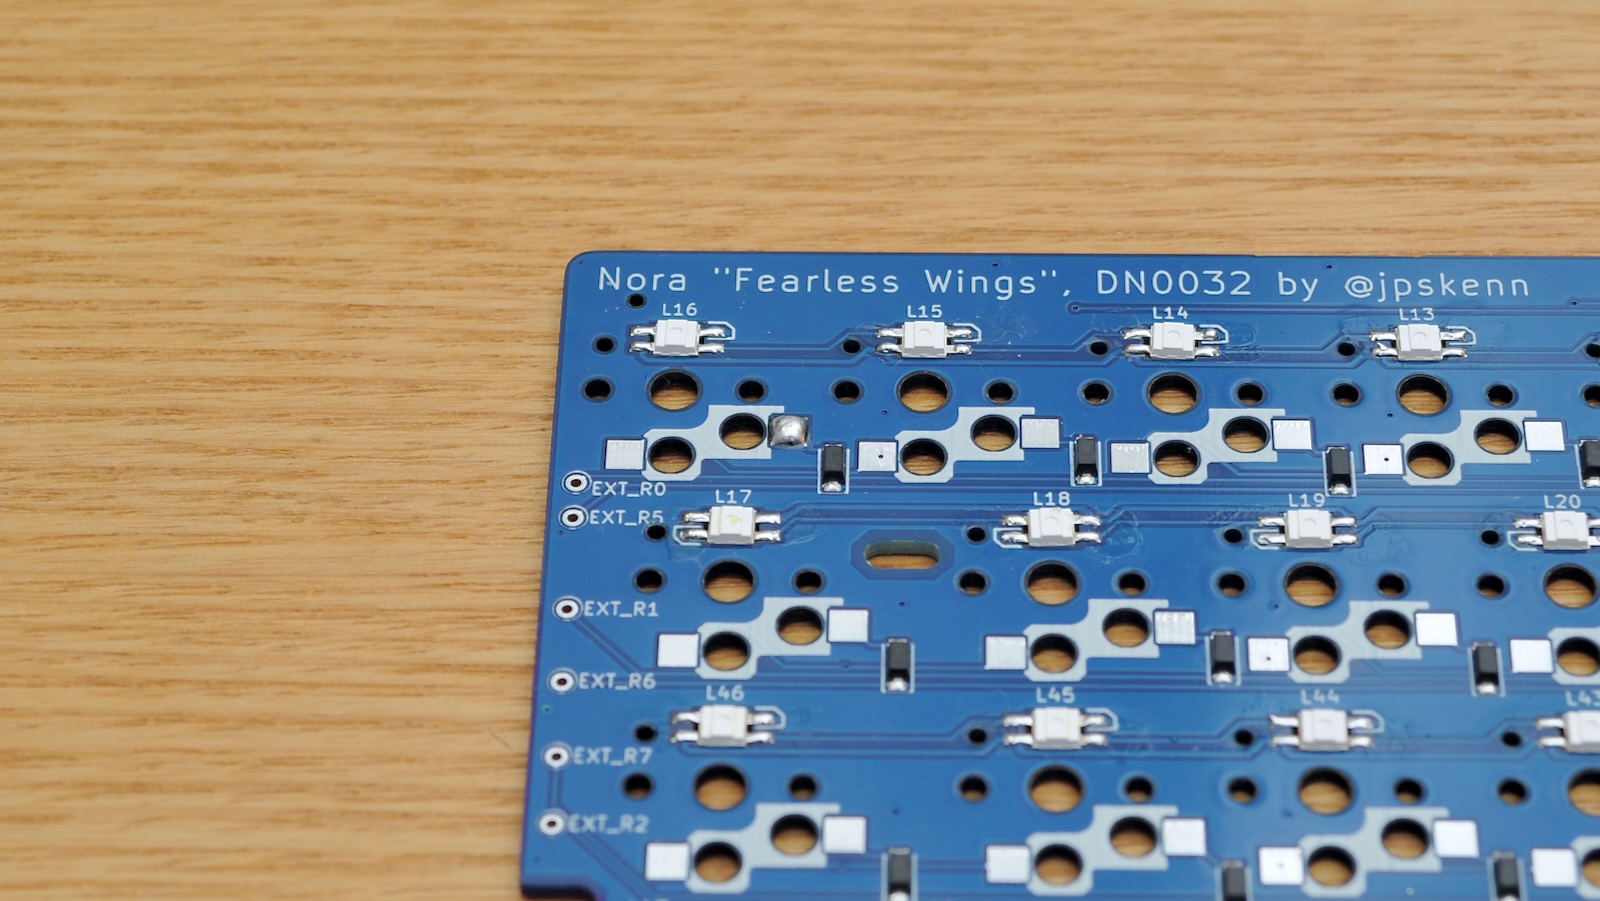 Nora "Fearless Wings", DN0032 by @jpskenn
L16
L15
L14
L13
EXT_R0
EXT_R5
L17
L18
L19
L20
EXT_R1
EXT_R6
L46
L45
L44
L43
EXT_R7
EXT_R2